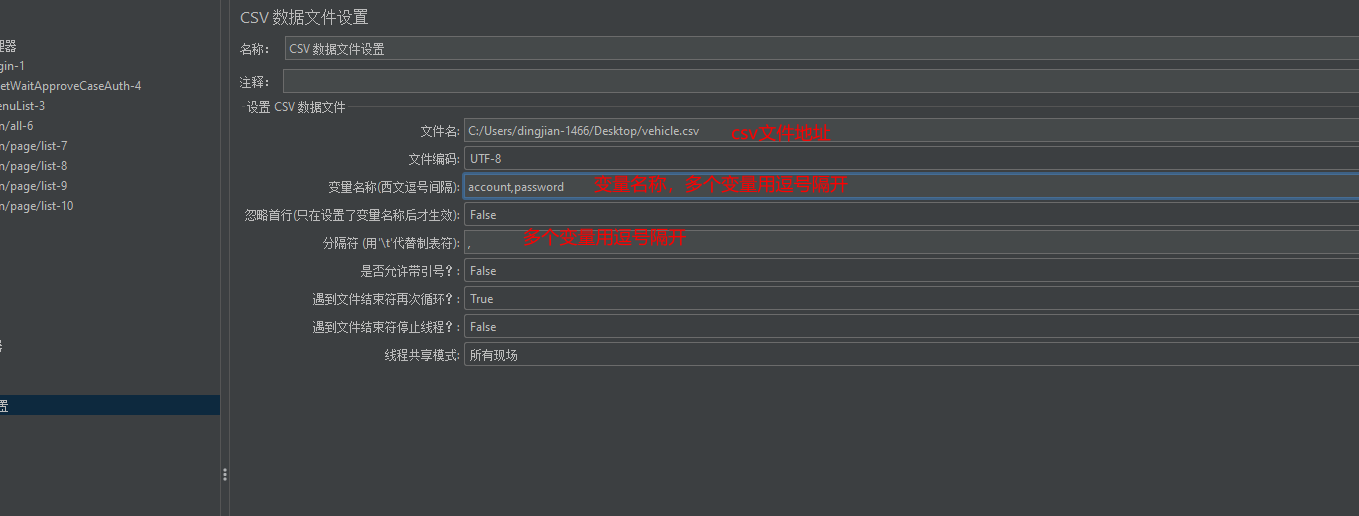 CSV 数据文件设置
理器
名称：
CSV 数据文件设置
gin-1
etWaitApproveCaseAuth-4
注释：
enuList-3
设置 CSV 数据文件
n/all-6
文件名:
C:/Users/dingjian-1466/Desktop/vehicle.csv
csv文件地址
n/page/list-7
文件编码:
UTF-8
n/page/list-8
变量名称(西文逗号间隔):
account,password
变量名称，多个变量用逗号隔开
n/page/list-9
n/page/list-10
忽略首行(只在设置了变量名称后才生效):
False
分隔符 (用'\t'代替制表符):
,
多个变量用逗号隔开
是否允许带引号？:
False
遇到文件结束符再次循环？:
True
遇到文件结束符停止线程？:
False
线程共享模式:
所有现场
器
置